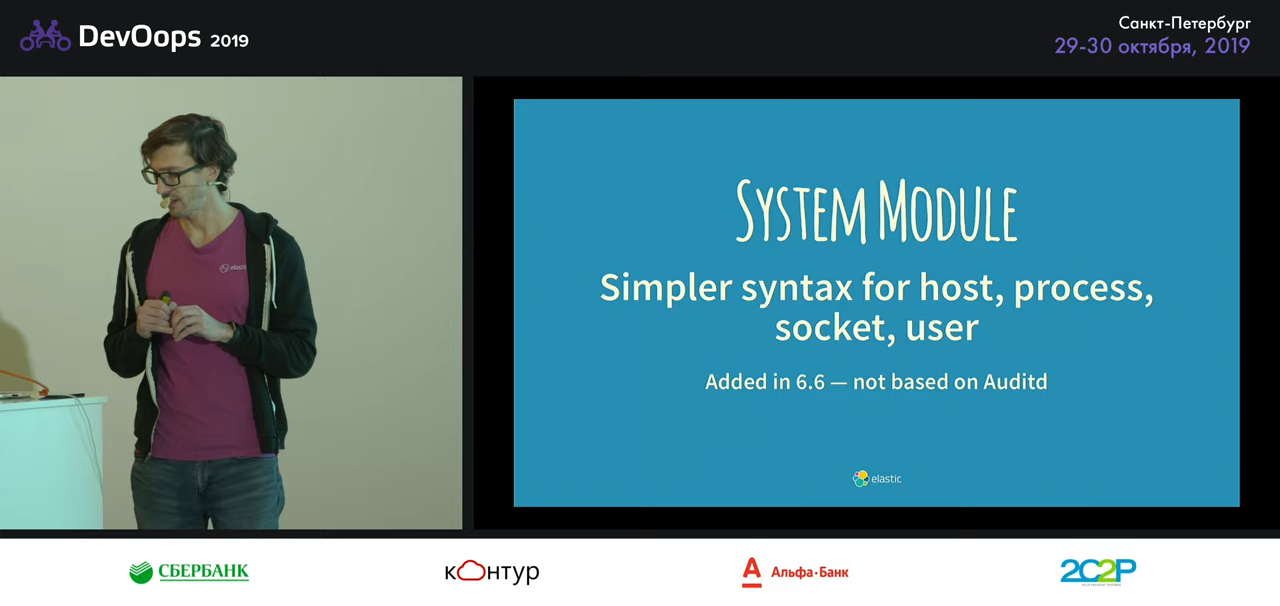 DevOops 2019
Санкт-Петербург
29-30 октября, 2019
elastic
System Module
Simpler syntax for host, process,
socket, user
Added in 6.6 — not based on Auditd
elastic
СБЕРБАНК
кОнтур
Альфа·Банк
2C2P